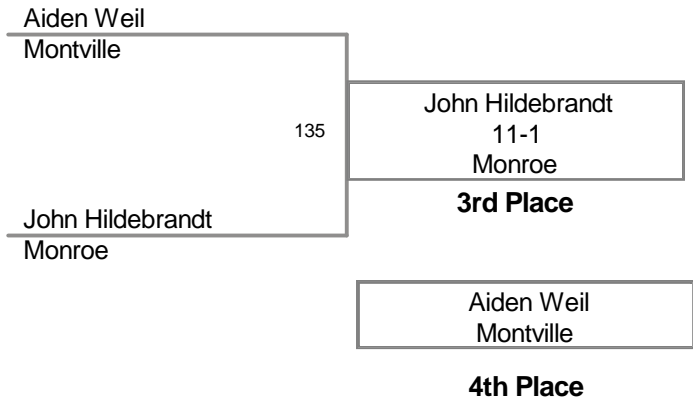 Aiden Weil
Montville
135
John Hildebrandt
11-1
Monroe
3rd Place
John Hildebrandt
Monroe
Aiden Weil
Montville
4th Place